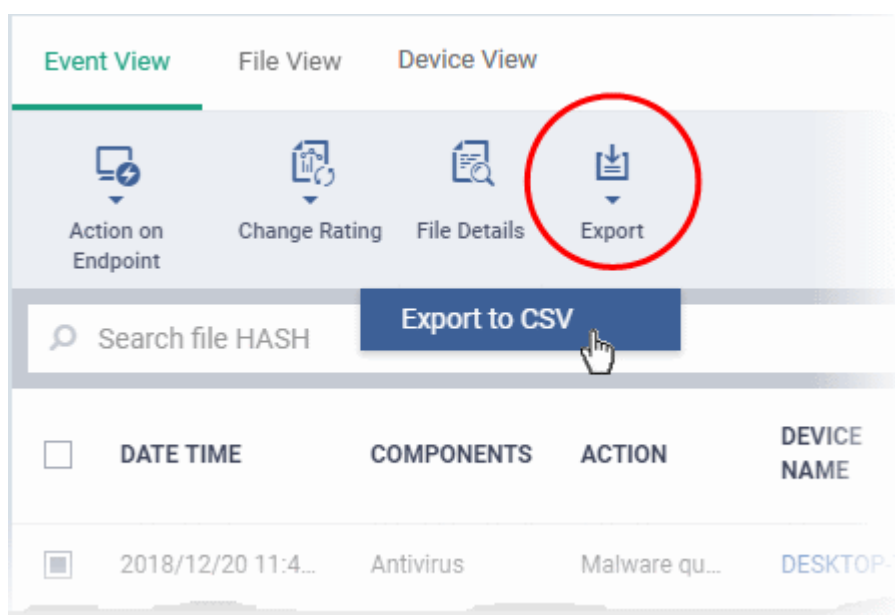 Event View File View Device View
Action on Endpoint Change Rating File Details Export
Export to CSV
Search file HASH
DATE TIME COMPONENTS ACTION DEVICE NAME
2018/12/20 11:4... Antivirus Malware qu... DESKTOP-